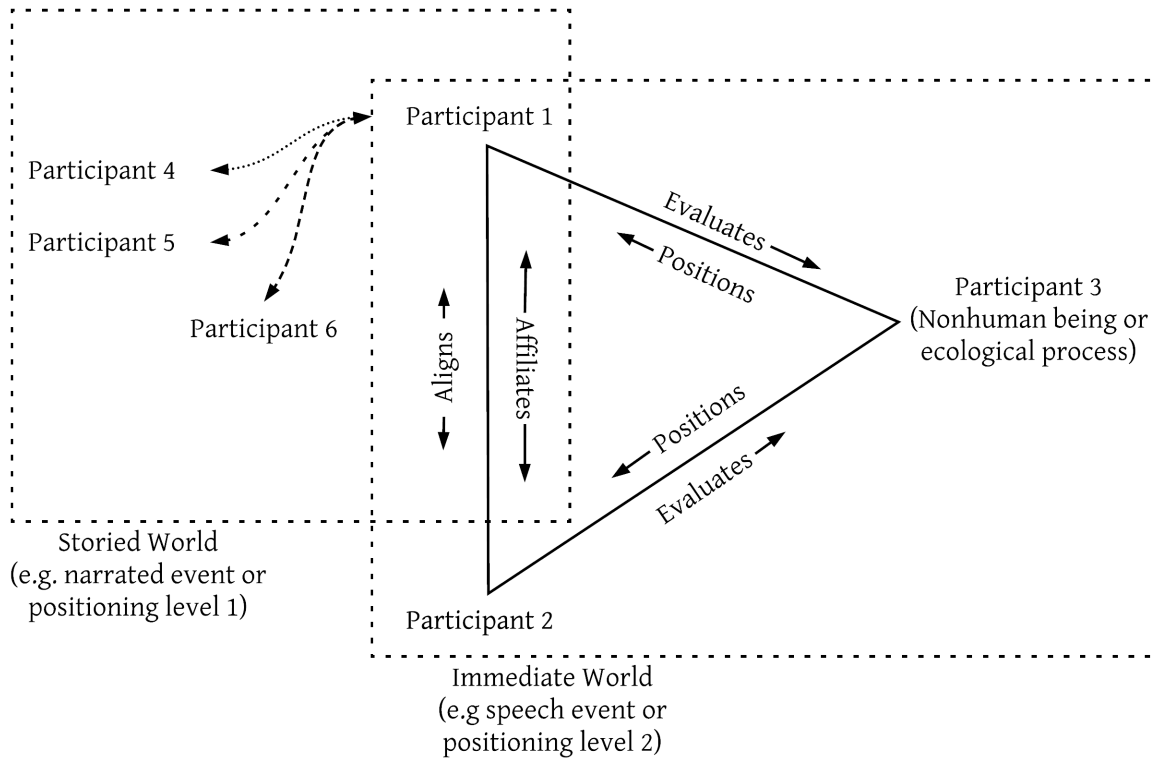 Participant 1
Participant 4
Participant 5
Participant 6
Evaluates
Positions
Participant 3
(Nonhuman being or
ecological process)
Aligns
Affiliates
Positions
Evaluates
Storied World
(e.g. narrated event or
positioning level 1)
Participant 2
Immediate World
(e.g speech event or
positioning level 2)